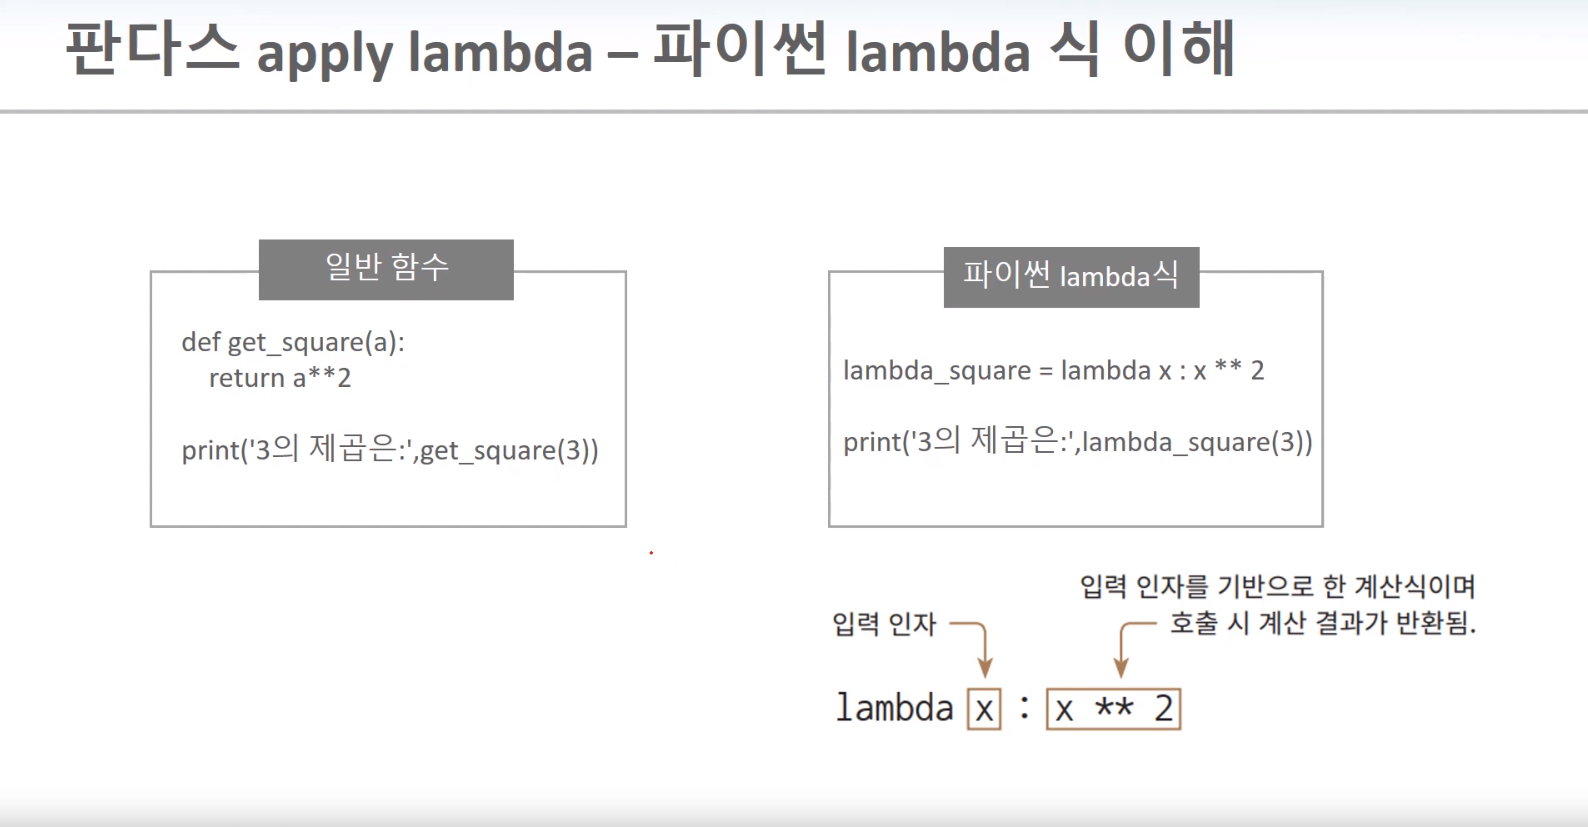 판다스 apply lambda – 파이썬 lambda 식 이해
일반 함수
def get_square(a):
return a**2
print('3의 제곱은:',get_square(3))
파이썬 lambda식
lambda_square = lambda x : x ** 2
print('3의 제곱은:',lambda_square(3))
입력 인자
입력 인자를 기반으로 한 계산식이며
호출 시 계산 결과가 반환됨.
lambda x : x ** 2